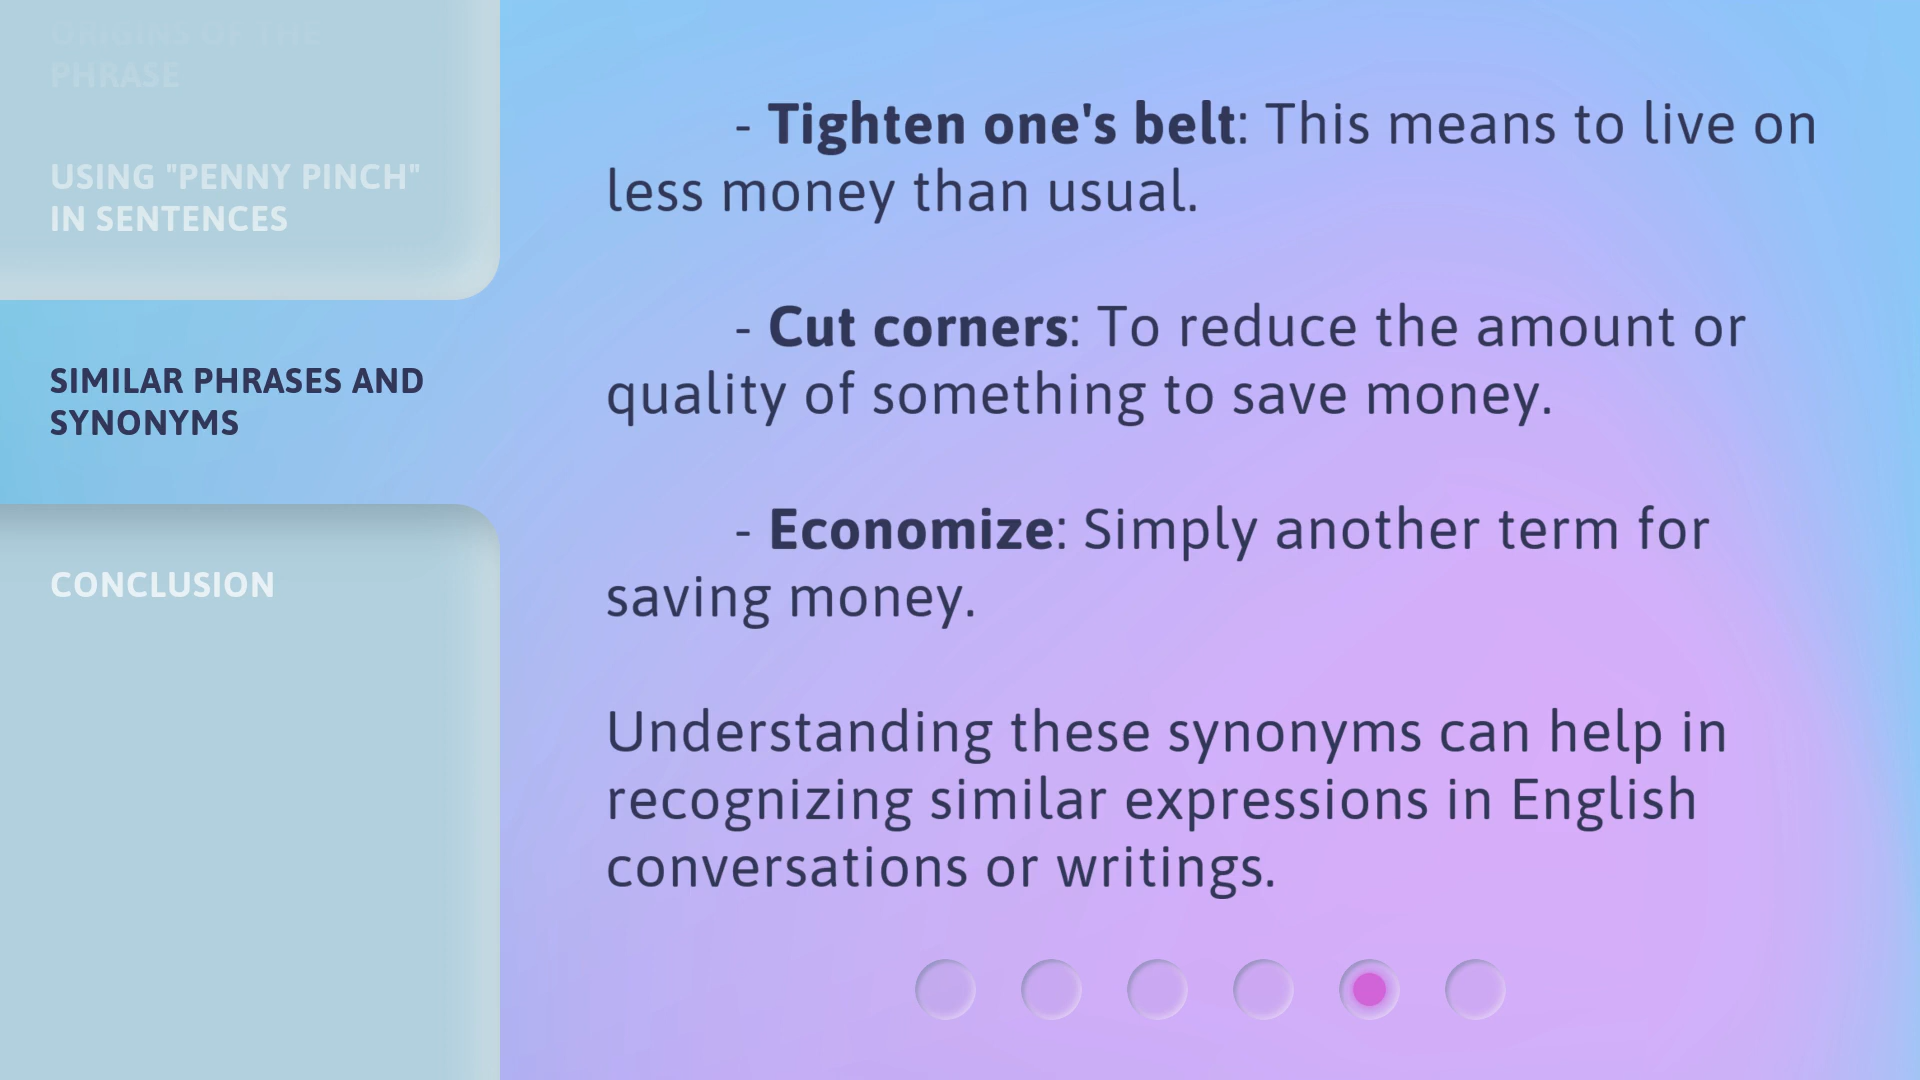 ORIGINS OF THE
PHRASE
USING "PENNY PINCH"
IN SENTENCES
SIMILAR PHRASES AND
SYNONYMS
CONCLUSION
- Tighten one's belt: This means to live on
less money than usual.
- Cut corners: To reduce the amount or
quality of something to save money.
- Economize: Simply another term for
saving money.
Understanding these synonyms can help in
recognizing similar expressions in English
conversations or writings.